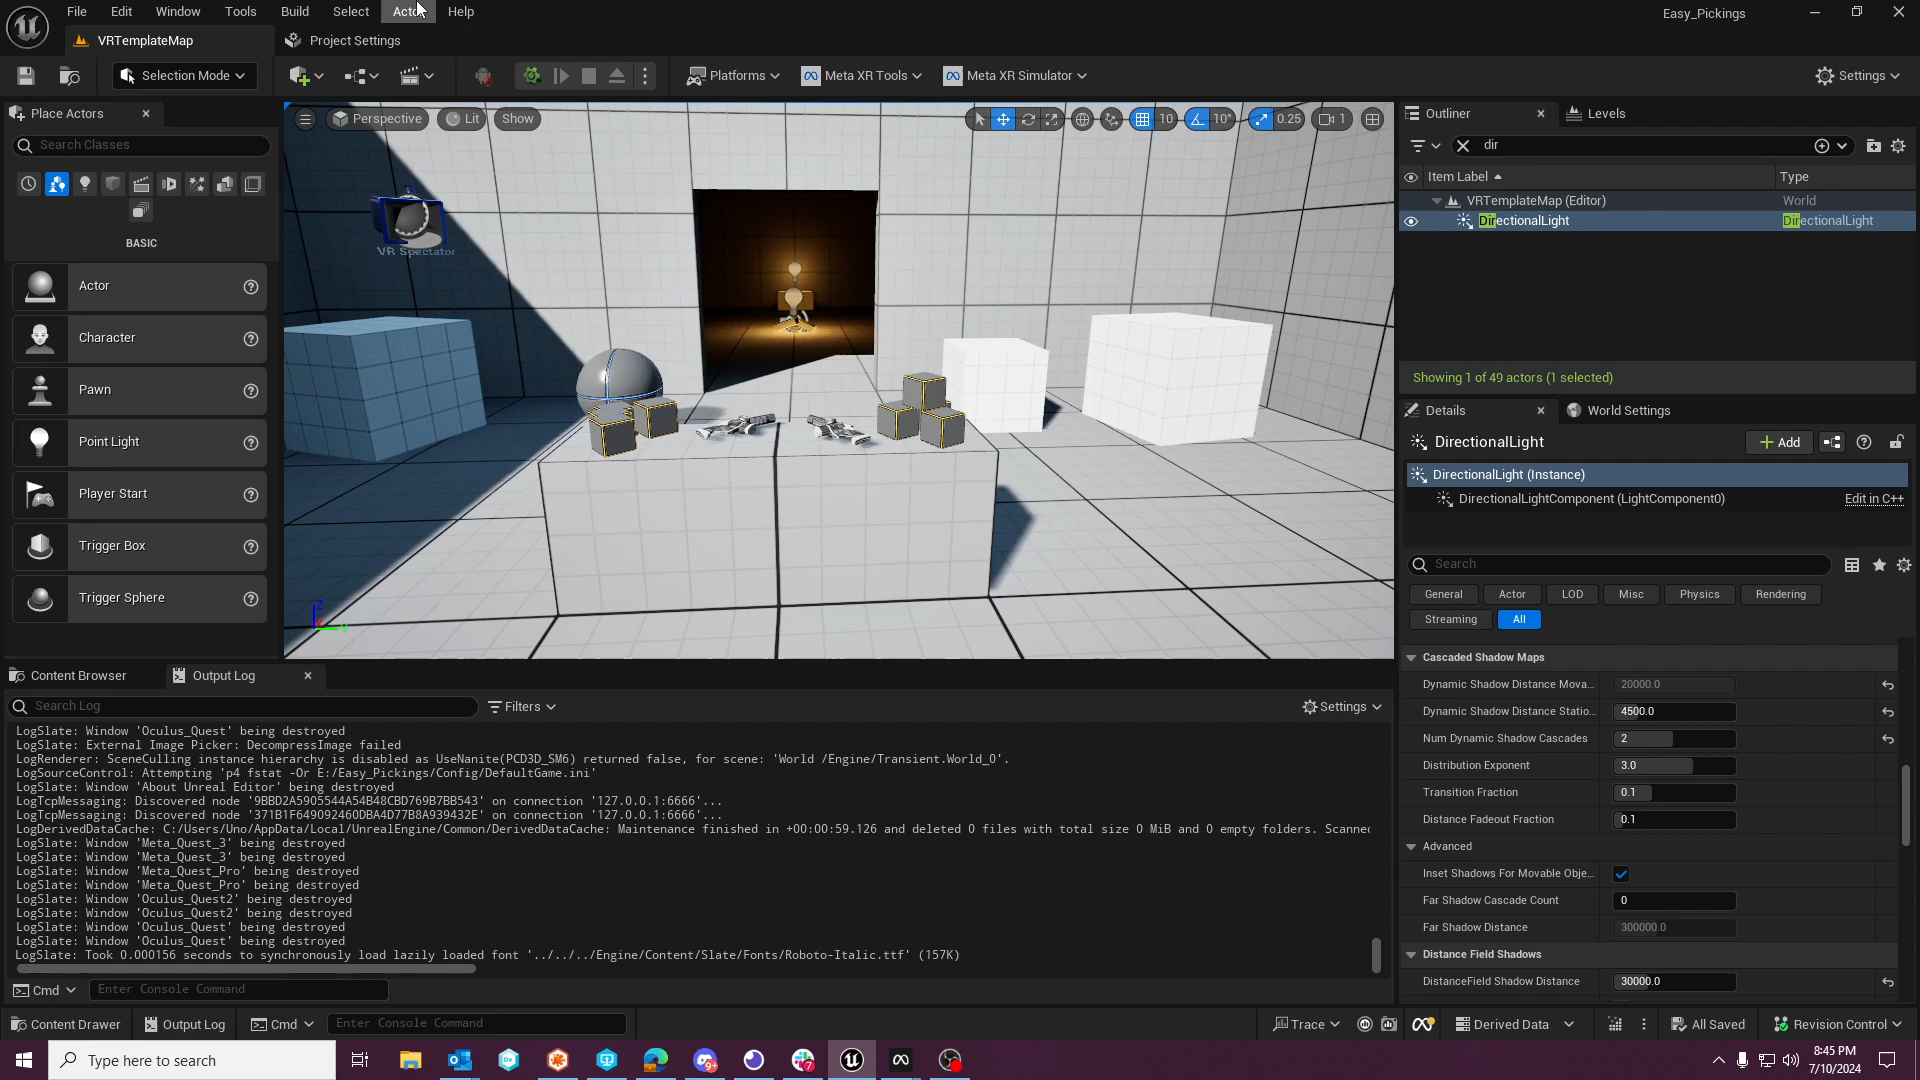 File Edit Window Tools Build Select Actor Help Easy_Pickings
VRTemplateMap Project Settings
Selection Mode Platforms Meta XR Tools Meta XR Simulator Settings
Place Actors
Search Classes
BASIC
Actor
Character
Pawn
Point Light
Player Start
Trigger Box
Trigger Sphere
Perspective Lit Show 10 10° 0.25 1
VR Spectator
Z
Outliner Levels
dir
Item Label Type
VRTemplateMap (Editor) World
DirectionalLight DirectionalLight
Showing 1 of 49 actors (1 selected)
Details World Settings
DirectionalLight Add
DirectionalLight (Instance)
DirectionalLightComponent (LightComponent0) Edit in C++
Search
General Actor LOD Misc Physics Rendering
Streaming All
Cascaded Shadow Maps
Dynamic Shadow Distance Mova... 20000.0
Dynamic Shadow Distance Statio... 4500.0
Num Dynamic Shadow Cascades 2
Distribution Exponent 3.0
Transition Fraction 0.1
Distance Fadeout Fraction 0.1
Advanced
Inset Shadows For Movable Obje...
Far Shadow Cascade Count 0
Far Shadow Distance 300000.0
Distance Field Shadows
DistanceField Shadow Distance 30000.0
Content Browser Output Log
Search Log Filters Settings
LogSlate: Window 'Oculus_Quest' being destroyed
LogSlate: External Image Picker: DecompressImage failed
LogRenderer: SceneCulling instance hierarchy is disabled as UseNanite(PCD3D_SM6) returned false, for scene: 'World /Engine/Transient.World_0'.
LogSourceControl: Attempting 'p4 fstat -Or E:/Easy_Pickings/Config/DefaultGame.ini'
LogSlate: Window 'About Unreal Editor' being destroyed
LogTcpMessaging: Discovered node '9BBD2A5905544A54B48CBD769B7BB543' on connection '127.0.0.1:6666'...
LogTcpMessaging: Discovered node '371B1F649092460DBA4D77B8A939432E' on connection '127.0.0.1:6666'...
LogDerivedDataCache: C:/Users/Uno/AppData/Local/UnrealEngine/Common/DerivedDataCache: Maintenance finished in +00:00:59.126 and deleted 0 files with total size 0 MiB and 0 empty folders. Scanned
LogSlate: Window 'Meta_Quest_3' being destroyed
LogSlate: Window 'Meta_Quest_3' being destroyed
LogSlate: Window 'Meta_Quest_Pro' being destroyed
LogSlate: Window 'Meta_Quest_Pro' being destroyed
LogSlate: Window 'Oculus_Quest2' being destroyed
LogSlate: Window 'Oculus_Quest2' being destroyed
LogSlate: Window 'Oculus_Quest' being destroyed
LogSlate: Window 'Oculus_Quest' being destroyed
LogSlate: Took 0.000156 seconds to synchronously load lazily loaded font '../../../Engine/Content/Slate/Fonts/Roboto-Italic.ttf' (157K)
Cmd Enter Console Command
Content Drawer Output Log Cmd Enter Console Command Trace Derived Data All Saved Revision Control
Type here to search 9+ 7 8:45 PM
7/10/2024